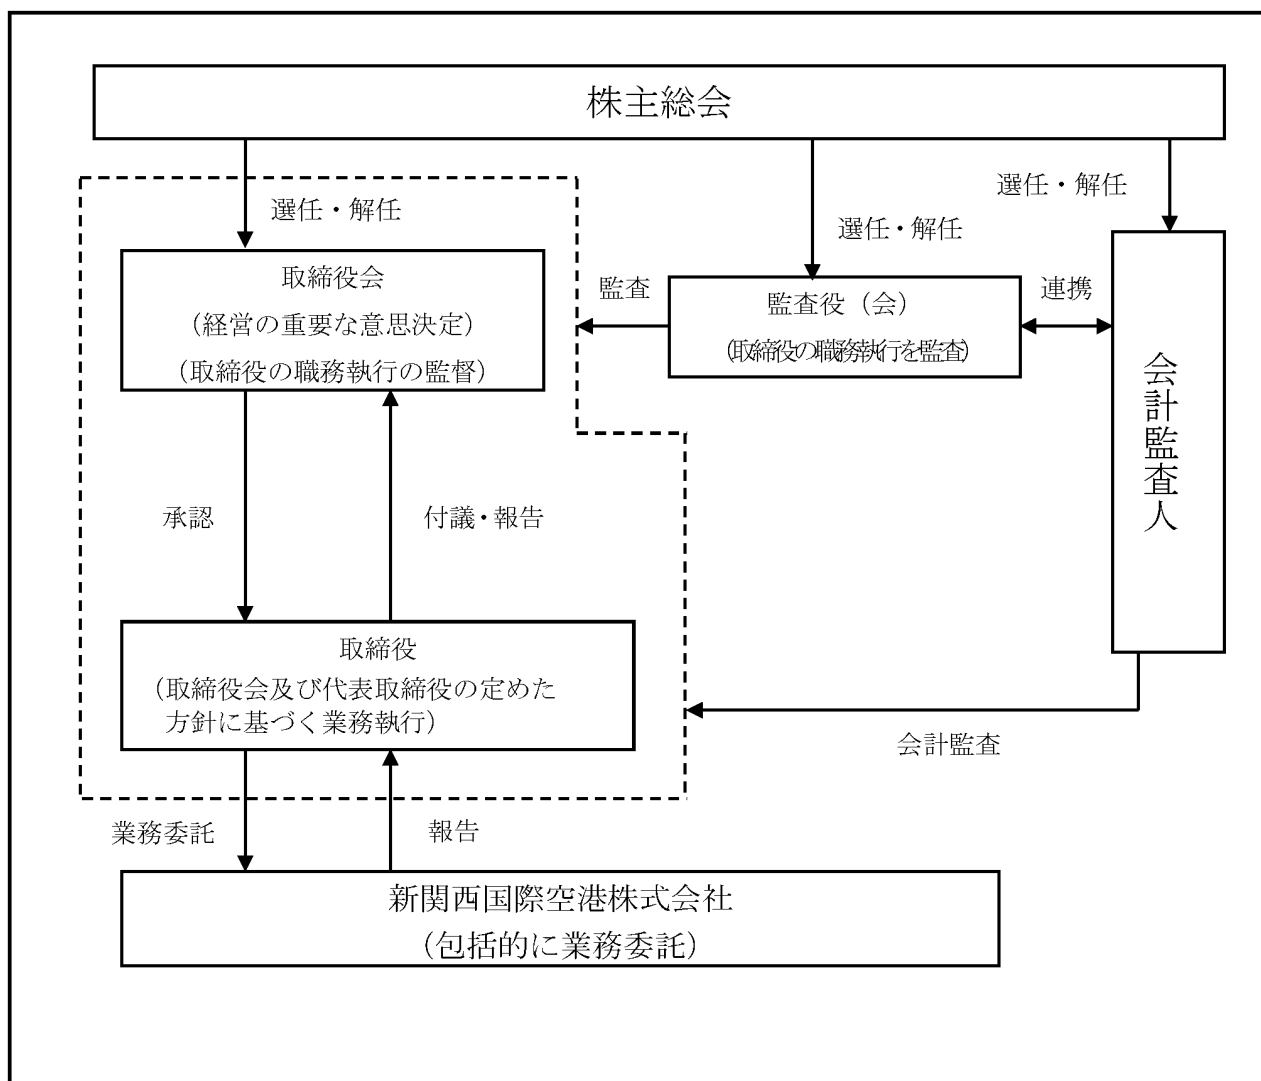 株主総会
選任・解任
選任・解任
選任・解任
取締役会
（経営の重要な意思決定）
（取締役の職務執行の監督）
監査
監査役（会）
（取締役の職務執行を監査）
連携
会計監査人
承認
付議・報告
取締役
（取締役会及び代表取締役の定めた
方針に基づく業務執行）
会計監査
業務委託
報告
新関西国際空港株式会社
（包括的に業務委託）